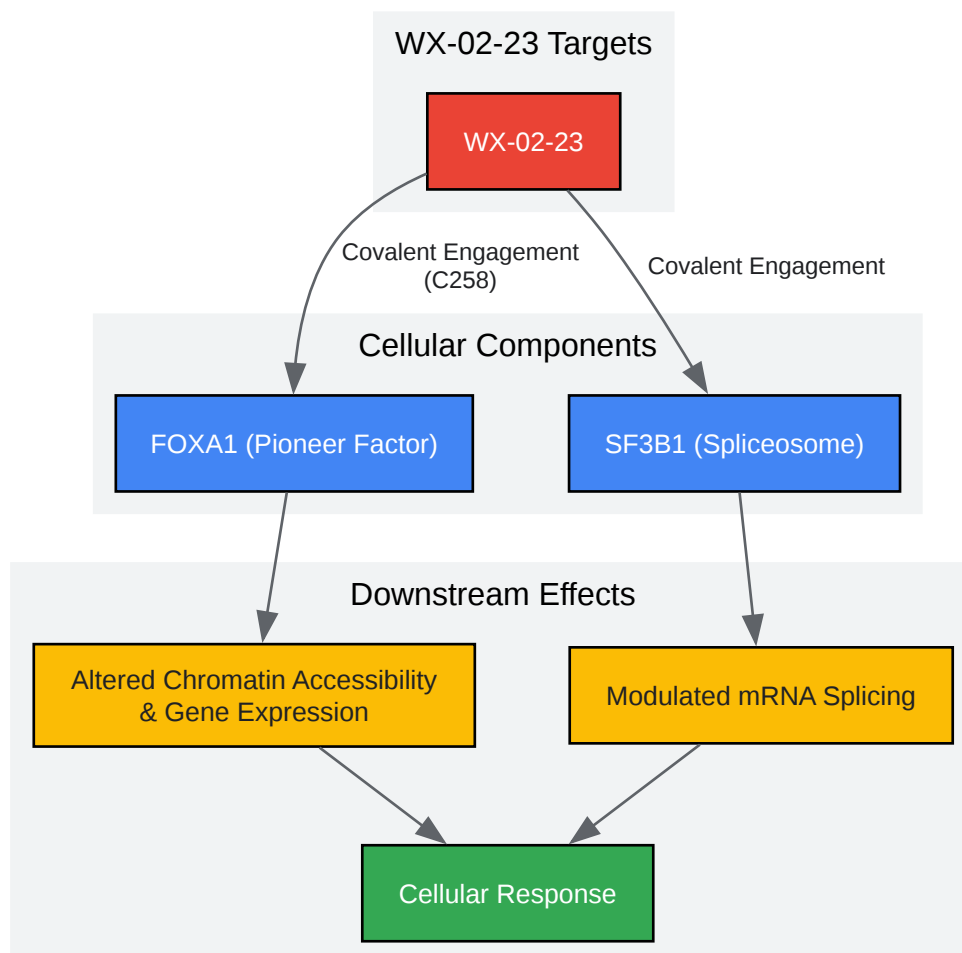 WX-02-23 Targets
WX-02-23
Covalent Engagement
(C258)
Covalent Engagement
Cellular Components
FOXA1 (Pioneer Factor)
SF3B1 (Spliceosome)
Downstream Effects
Altered Chromatin Accessibility
& Gene Expression
Modulated mRNA Splicing
Cellular Response